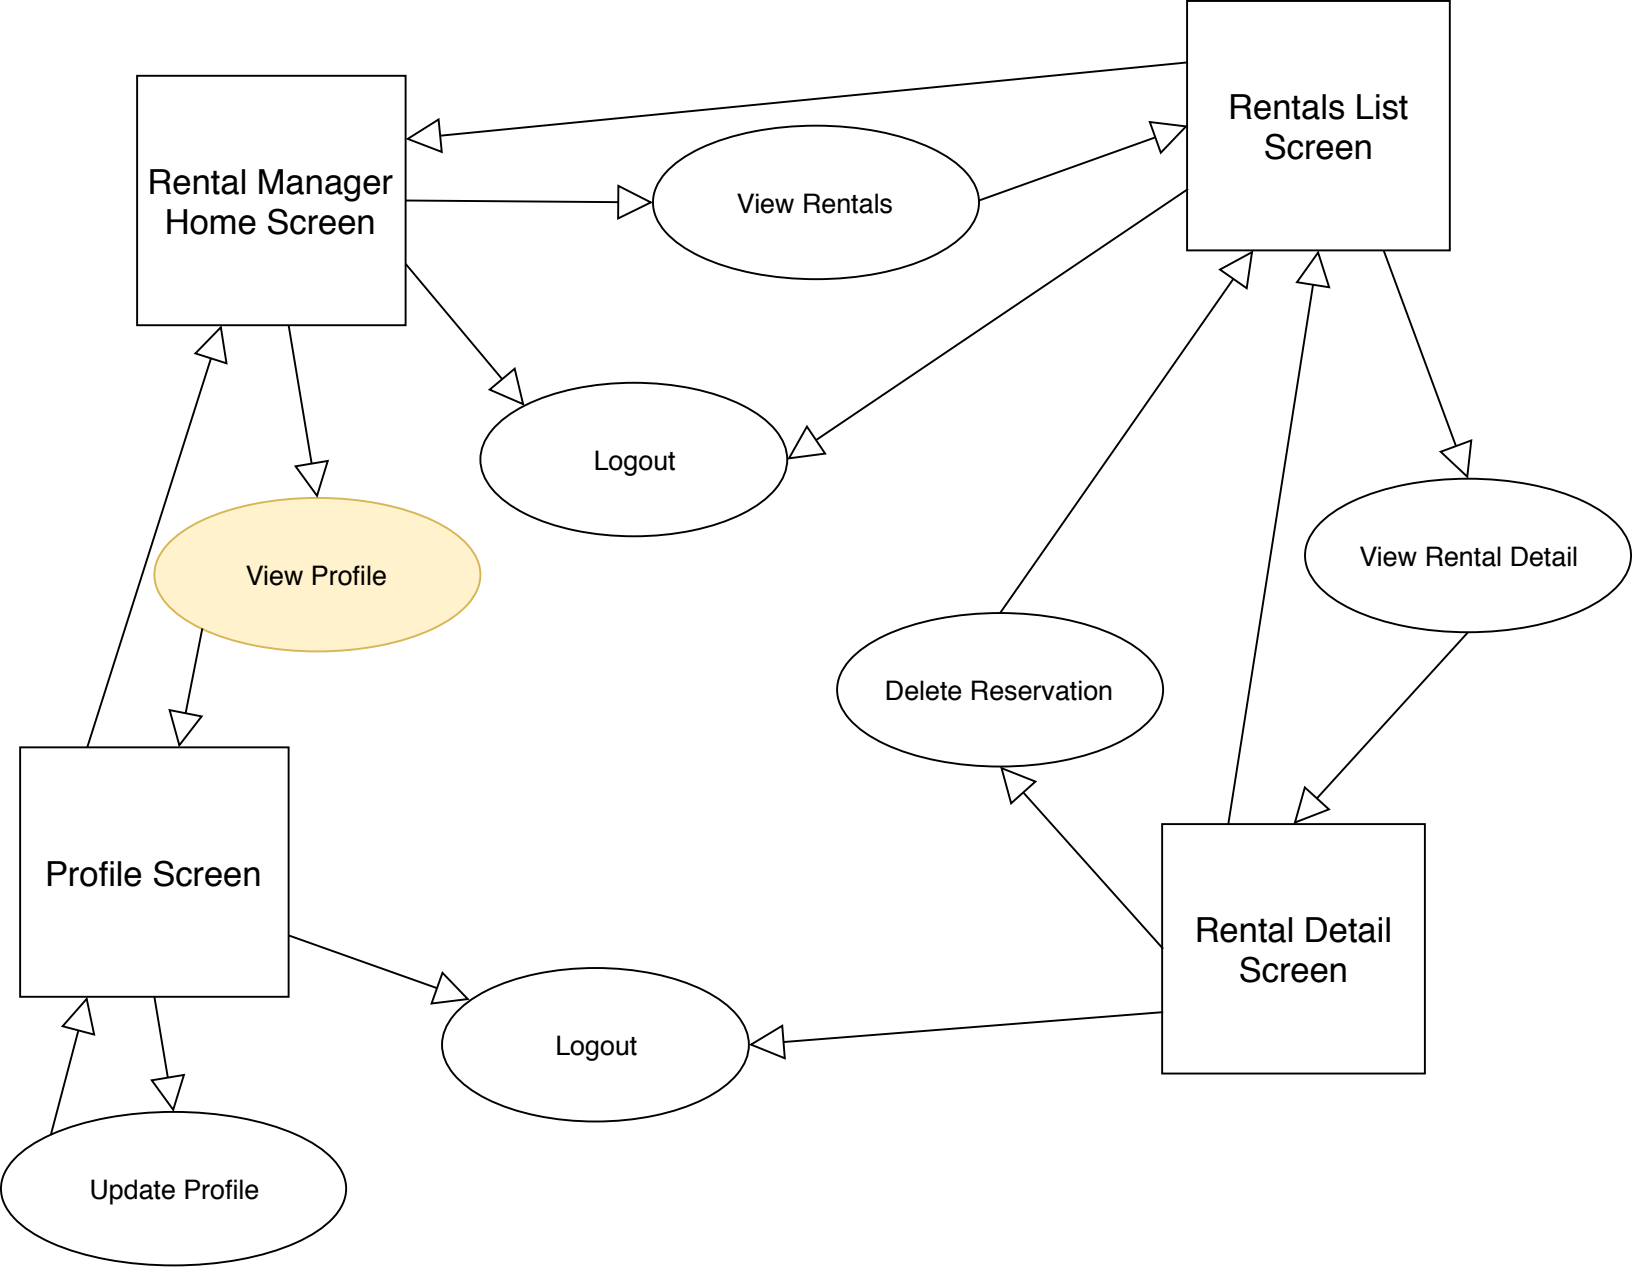 Rentals List
Screen
Rental Manager
Home Screen
View Rentals
Logout
View Profile
View Rental Detail
Delete Reservation
Profile Screen
Rental Detail
Screen
Logout
Update Profile